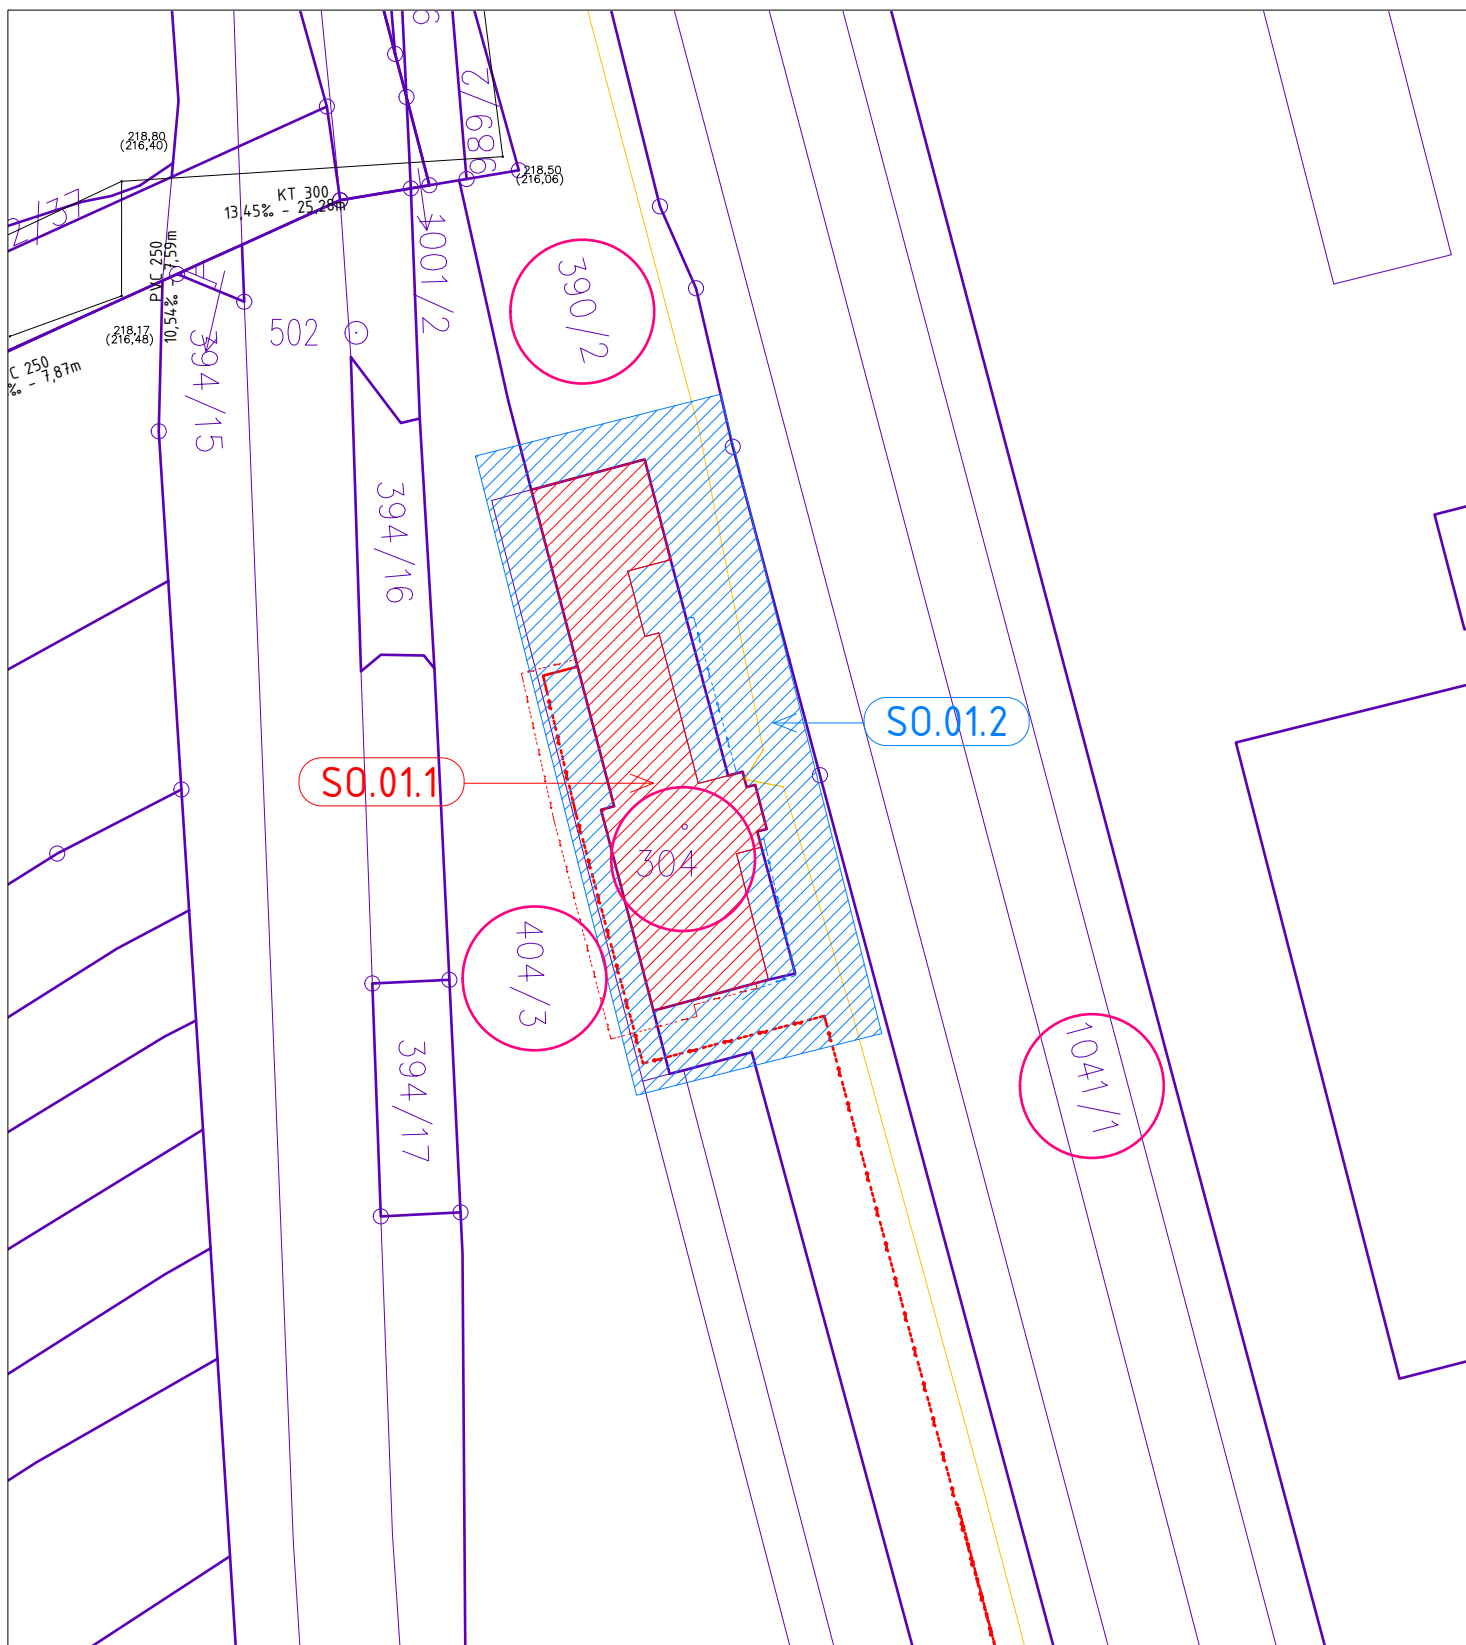 989/2
218,80
(216,40)
218,50
(216,06)
KT 300
13,45‰ - 25,28m
1001/2
390/2
PVC 250
10,54‰ - 7,59m
218,17
(216,48)
502
394/15
C 250
‰ - 7,87m
394/16
SO.01.2
SO.01.1
304
404/3
1041/1
394/17